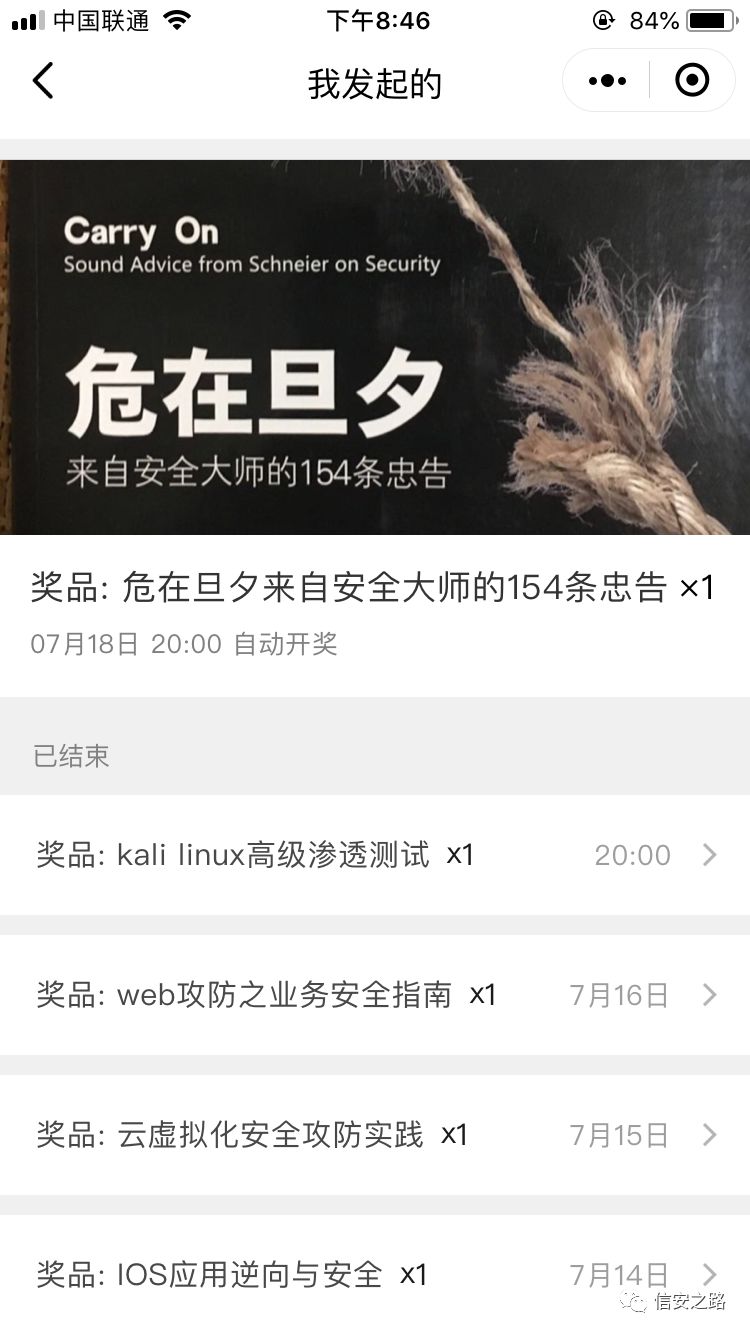 中国联通 下午8:46 84%
我发起的
Carry On
Sound Advice from Schneier on Security
危在旦夕
来自安全大师的154条忠告
奖品: 危在旦夕来自安全大师的154条忠告 ×1
07月18日 20:00 自动开奖
已结束
奖品: kali linux高级渗透测试 x1 20:00
奖品: web攻防之业务安全指南 x1 7月16日
奖品: 云虚拟化安全攻防实践 x1 7月15日
奖品: IOS应用逆向与安全 x1 7月14日
信安之路